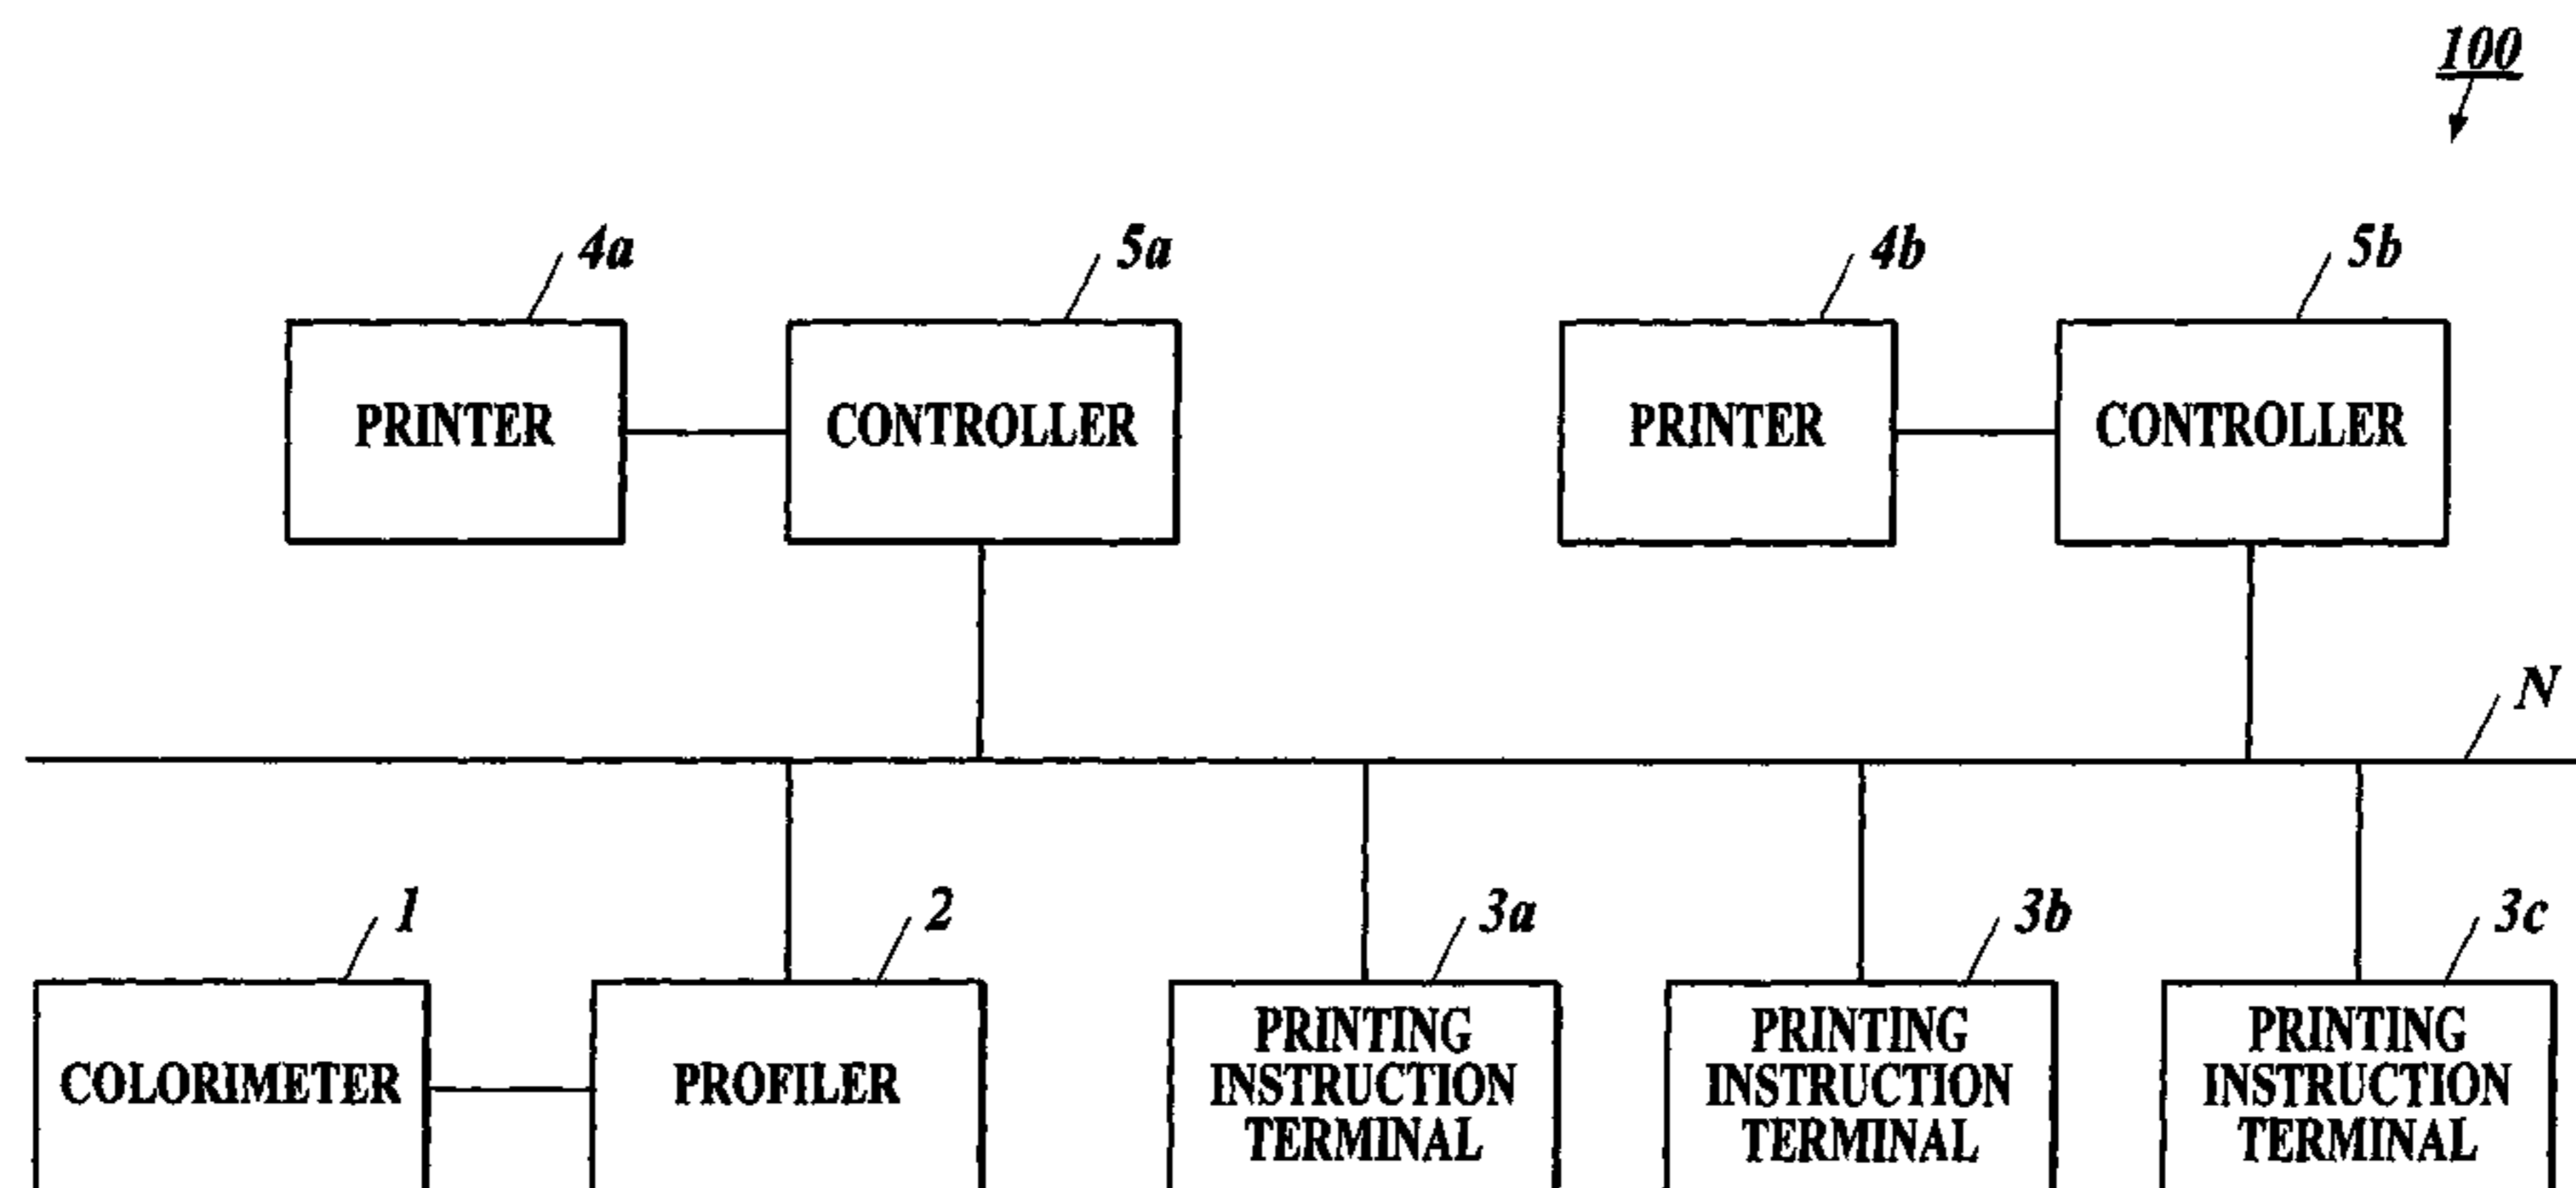 100
4a
5a
4b
5b
PRINTER
CONTROLLER
PRINTER
CONTROLLER
N
1
2
3a
3b
3c
COLORIMETER
PROFILER
PRINTING
INSTRUCTION
TERMINAL
PRINTING
INSTRUCTION
TERMINAL
PRINTING
INSTRUCTION
TERMINAL